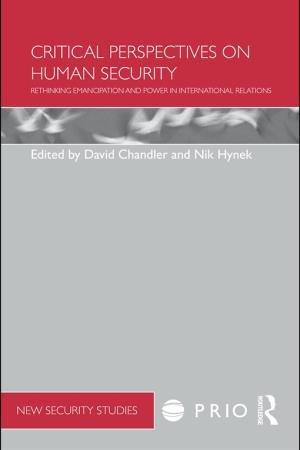 CRITICAL PERSPECTIVES ON
HUMAN SECURITY
RETHINKING EMANCIPATION AND POWER IN INTERNATIONAL RELATIONS
Edited by David Chandler and Nik Hynek
NEW SECURITY STUDIES
PRIO
ROUTLEDGE